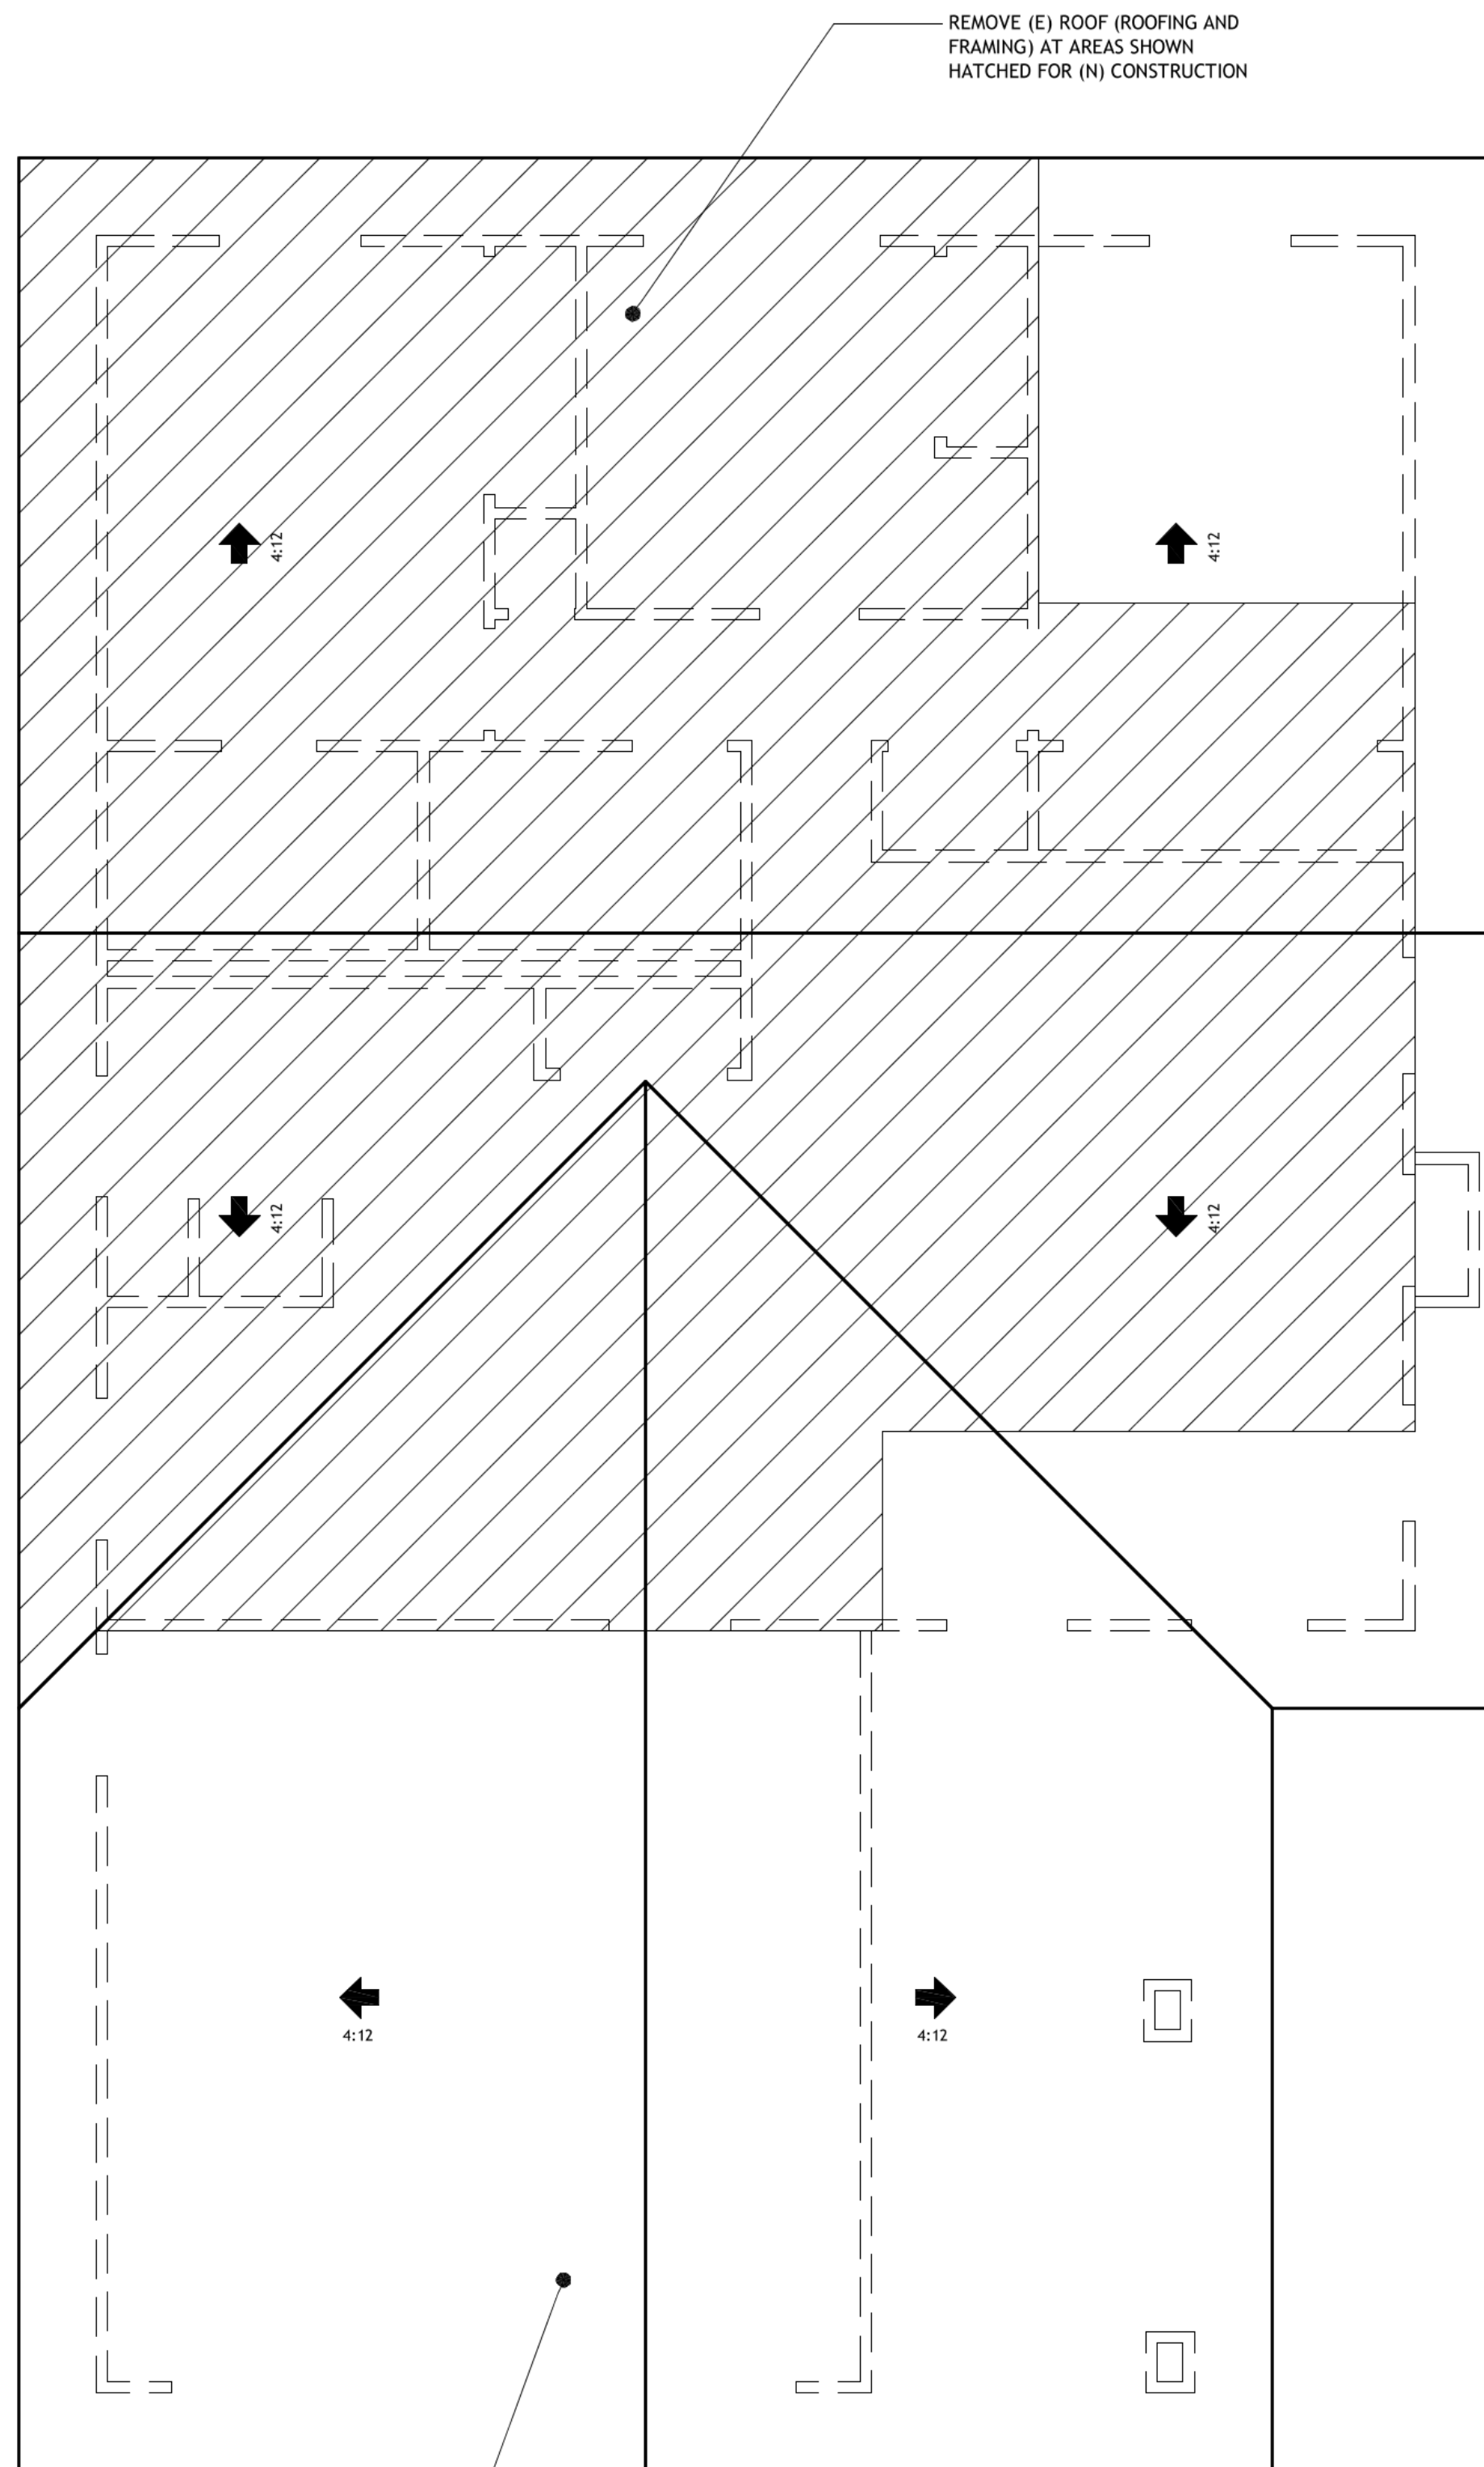 REMOVE (E) ROOF (ROOFING AND
FRAMING) AT AREAS SHOWN
HATCHED FOR (N) CONSTRUCTION
4:12
4:12
4:12
4:12
4:12
4:12